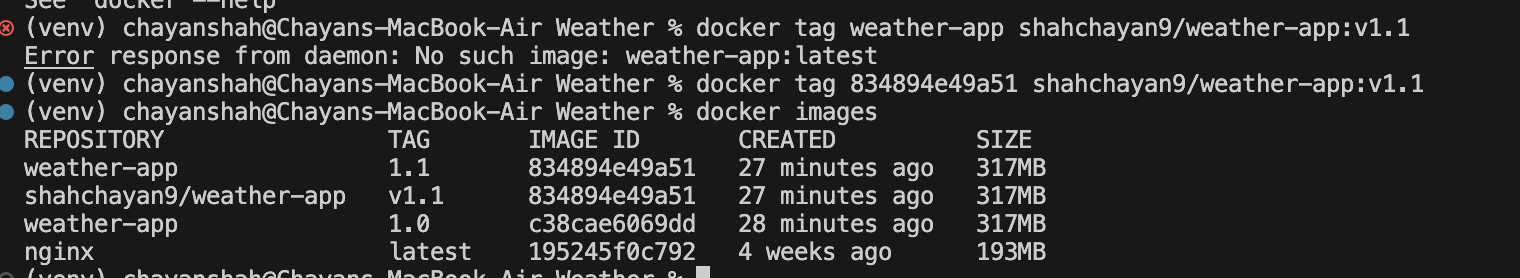 See 'docker --help'
(venv) chayanshah@Chayans-MacBook-Air Weather % docker tag weather-app shahchayan9/weather-app:v1.1
Error response from daemon: No such image: weather-app:latest
(venv) chayanshah@Chayans-MacBook-Air Weather % docker tag 834894e49a51 shahchayan9/weather-app:v1.1
(venv) chayanshah@Chayans-MacBook-Air Weather % docker images
REPOSITORY TAG IMAGE ID CREATED SIZE
weather-app 1.1 834894e49a51 27 minutes ago 317MB
shahchayan9/weather-app v1.1 834894e49a51 27 minutes ago 317MB
weather-app 1.0 c38cae6069dd 28 minutes ago 317MB
nginx latest 195245f0c792 4 weeks ago 193MB
(venv) chayanshah@Chayans-MacBook-Air Weather %